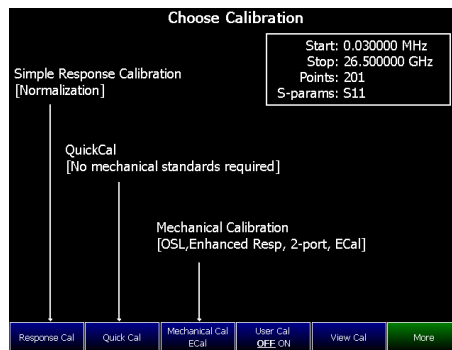 Choose Calibration
Start: 0.030000 MHz
Stop: 26.500000 GHz
Points: 201
S-params: S11
Simple Response Calibration
[Normalization]
QuickCal
[No mechanical standards required]
Mechanical Calibration
[OSL,Enhanced Resp, 2-port, ECal]
Response Cal
Quick Cal
Mechanical Cal
ECal
User Cal
OFF ON
View Cal
More